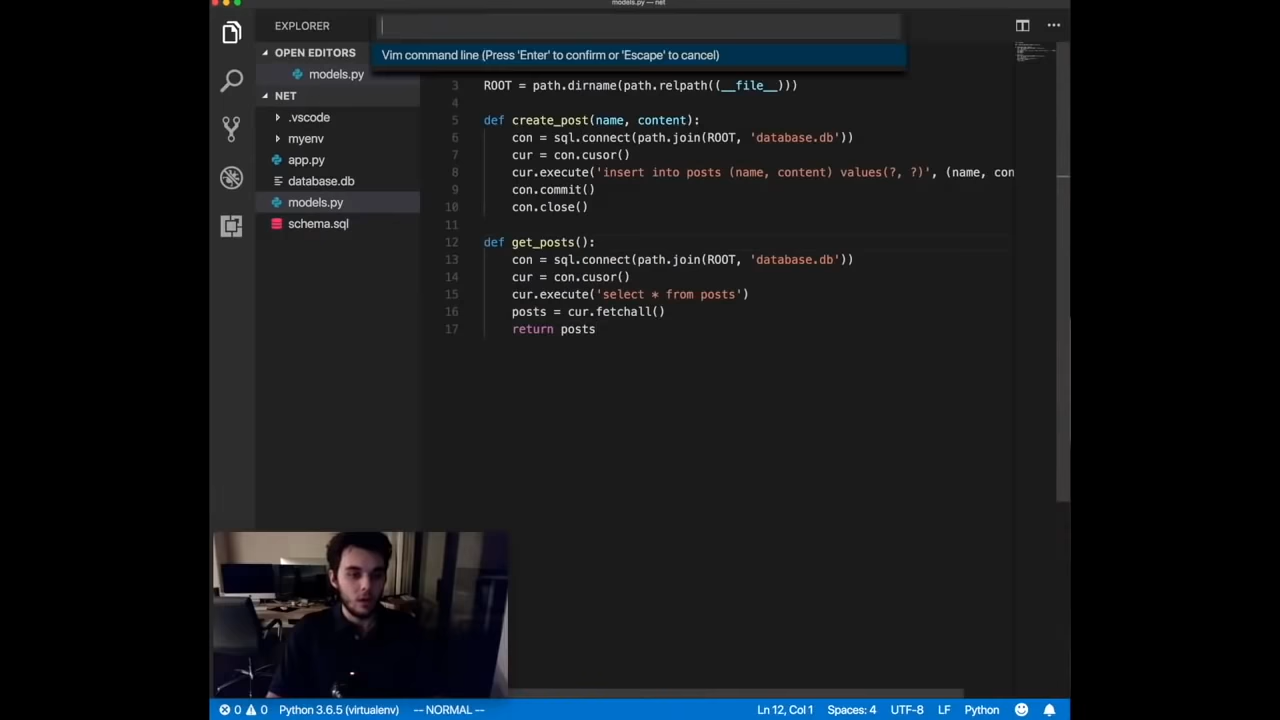 models.py — net
EXPLORER
Vim command line (Press 'Enter' to confirm or 'Escape' to cancel)
OPEN EDITORS
models.py
NET
.vscode
myenv
app.py
database.db
models.py
schema.sql
3 ROOT = path.dirname(path.relpath((__file__)))
4
5 def create_post(name, content):
6 con = sql.connect(path.join(ROOT, 'database.db'))
7 cur = con.cusor()
8 cur.execute('insert into posts (name, content) values(?, ?)', (name, con
9 con.commit()
10 con.close()
11
12 def get_posts():
13 con = sql.connect(path.join(ROOT, 'database.db'))
14 cur = con.cusor()
15 cur.execute('select * from posts')
16 posts = cur.fetchall()
17 return posts
0 0 Python 3.6.5 (virtualenv) -- NORMAL -- Ln 12, Col 1 Spaces: 4 UTF-8 LF Python